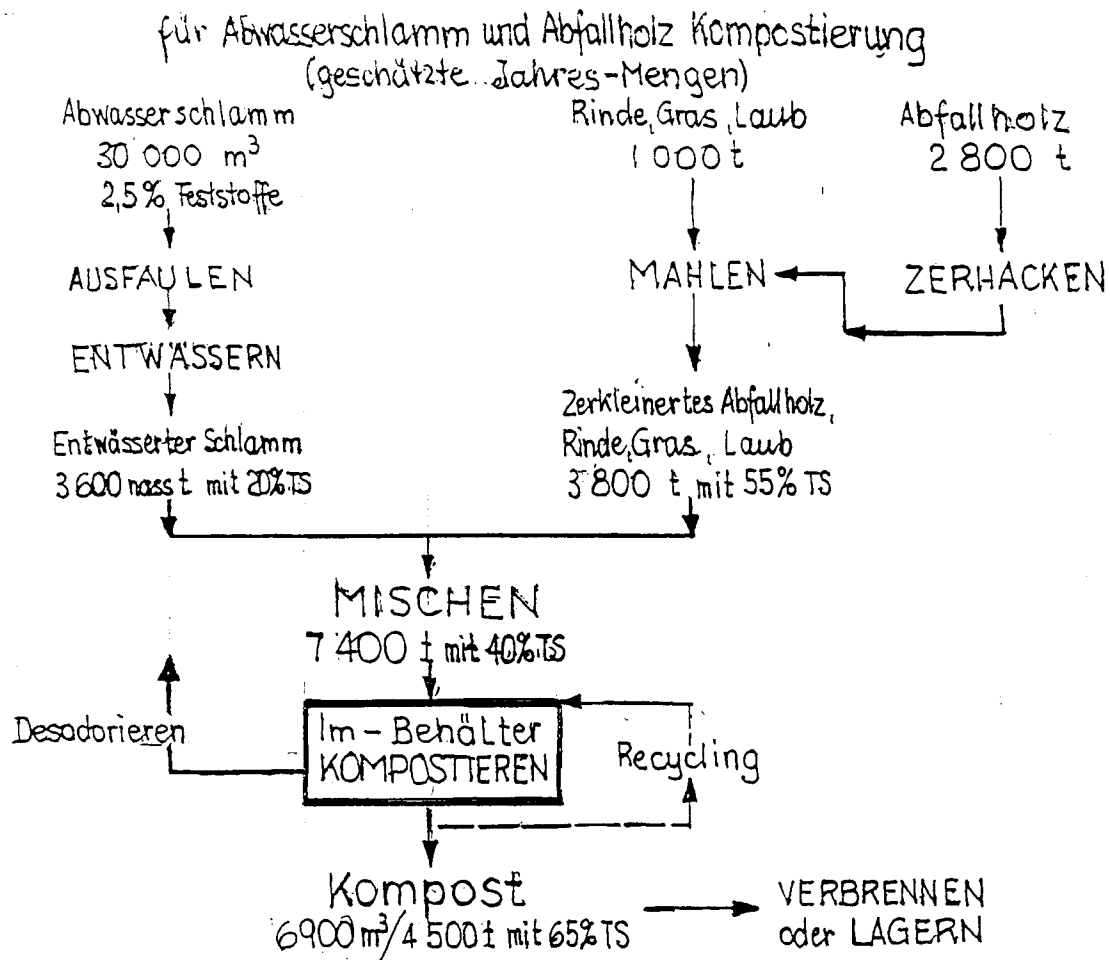 für Abwasserschlamm und Abfallholz Kompostierung
(geschätzte Jahres-Mengen)
Abwasserschlamm
30 000 m³
2,5% Feststoffe
Rinde, Gras, Laub
1 000 t
Abfallholz
2 800 t
AUSFAULEN
MAHLEN
ZERHACKEN
ENTWÄSSERN
Entwässerter Schlamm
3 600 nass t mit 20% TS
Zerkleinertes Abfallholz,
Rinde, Gras, Laub
3 800 t mit 55% TS
MISCHEN
7 400 t mit 40% TS
Desodorieren
Im-Behälter
KOMPOSTIEREN
Recycling
Kompost
6900 m³/4 500 t mit 65% TS
VERBRENNEN
oder LAGERN